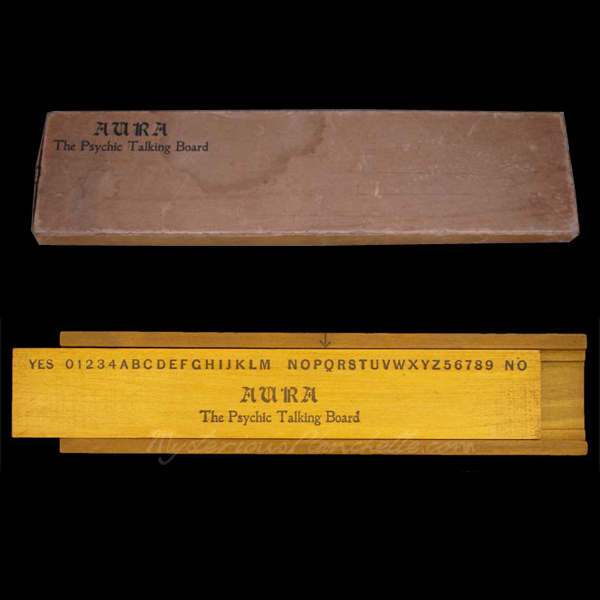 AURA
The Psychic Talking Board
YES 01234ABCDEFGHIJKLM NOPQRSTUVWXYZ56789 NO
AURA
The Psychic Talking Board
MysteriousPlanchette.com